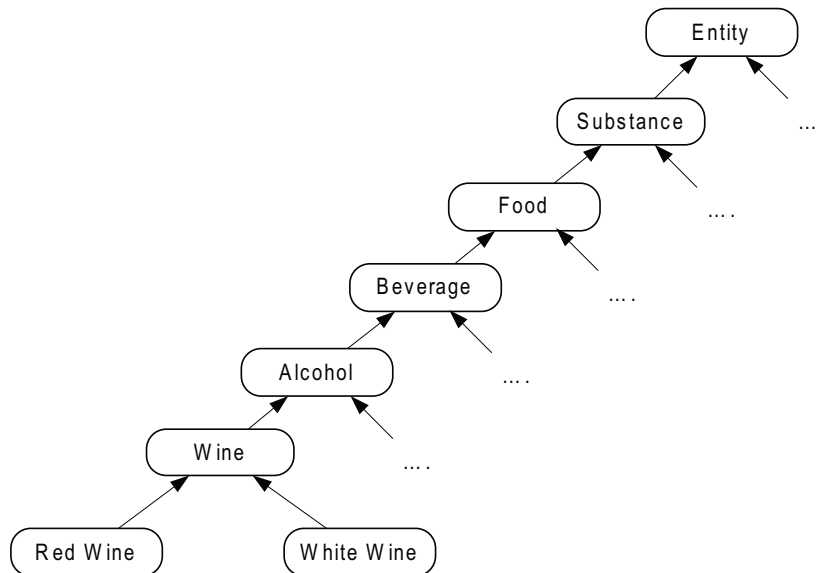 Entity
...
Substance
....
Food
....
Beverage
....
Alcohol
....
Wine
Red Wine
White Wine